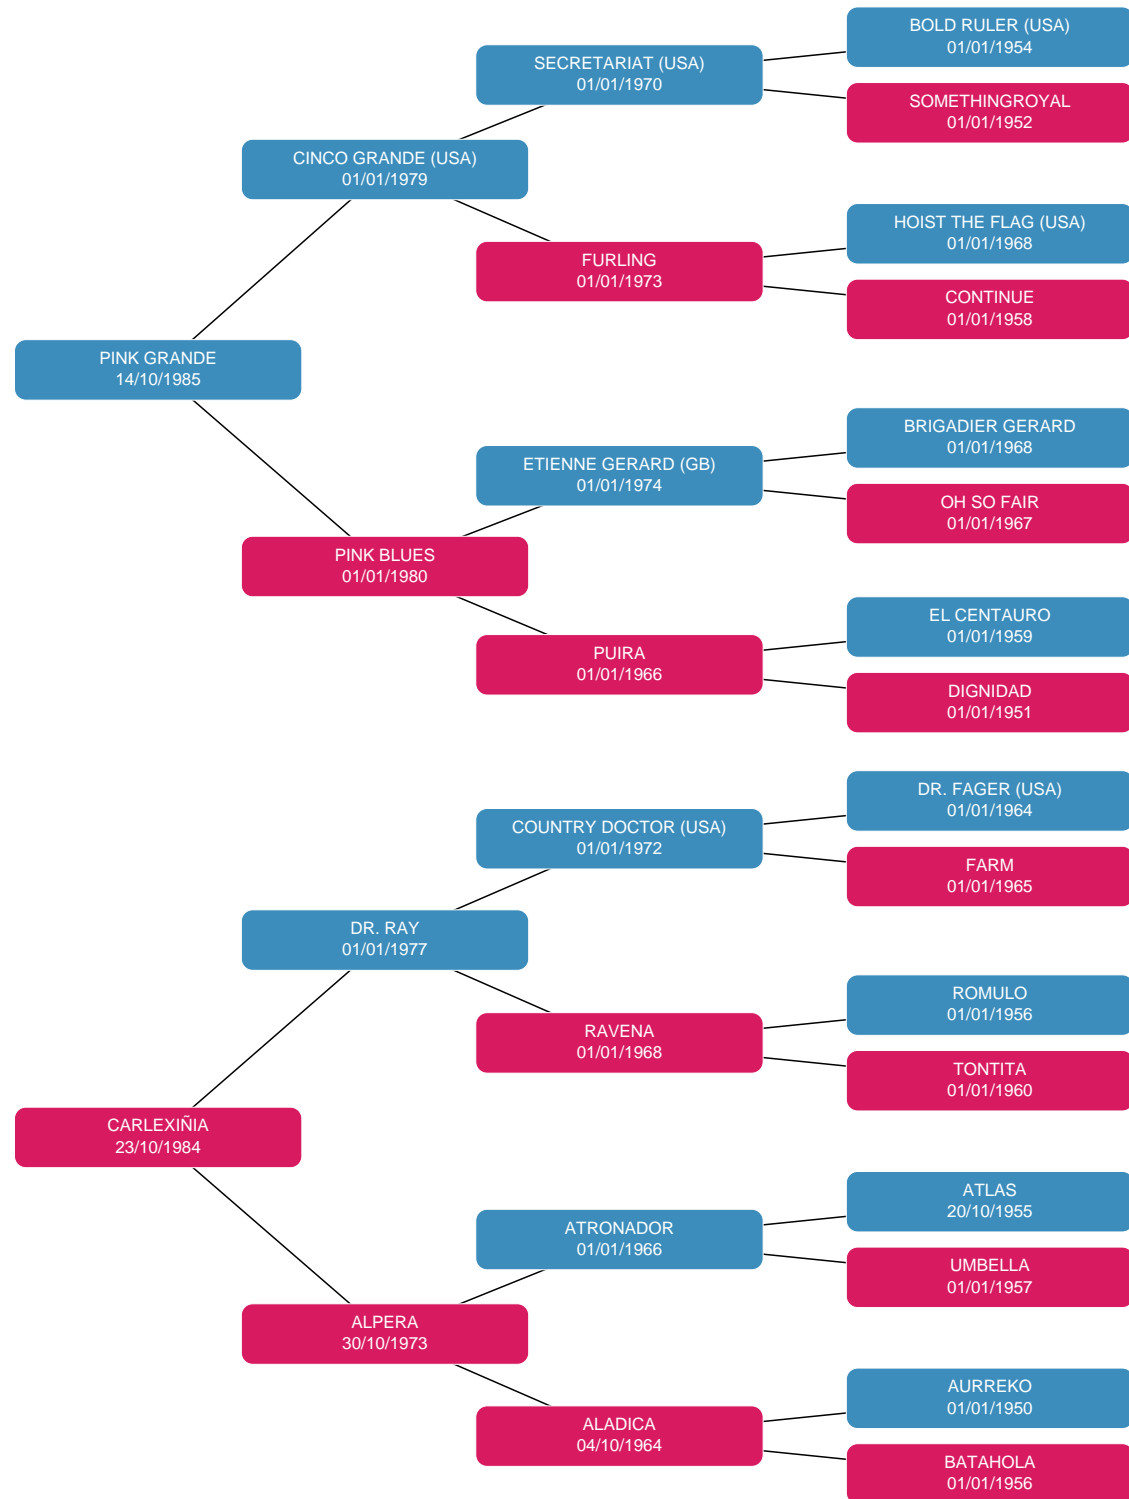 BOLD RULER (USA)
01/01/1954
SECRETARIAT (USA)
01/01/1970
SOMETHINGROYAL
01/01/1952
CINCO GRANDE (USA)
01/01/1979
HOIST THE FLAG (USA)
01/01/1968
FURLING
01/01/1973
CONTINUE
01/01/1958
PINK GRANDE
14/10/1985
BRIGADIER GERARD
01/01/1968
ETIENNE GERARD (GB)
01/01/1974
OH SO FAIR
01/01/1967
PINK BLUES
01/01/1980
EL CENTAURO
01/01/1959
PUIRA
01/01/1966
DIGNIDAD
01/01/1951
DR. FAGER (USA)
01/01/1964
COUNTRY DOCTOR (USA)
01/01/1972
FARM
01/01/1965
DR. RAY
01/01/1977
ROMULO
01/01/1956
RAVENA
01/01/1968
TONTITA
01/01/1960
CARLEXIÑIA
23/10/1984
ATLAS
20/10/1955
ATRONADOR
01/01/1966
UMBELLA
01/01/1957
ALPERA
30/10/1973
AURREKO
01/01/1950
ALADICA
04/10/1964
BATAHOLA
01/01/1956